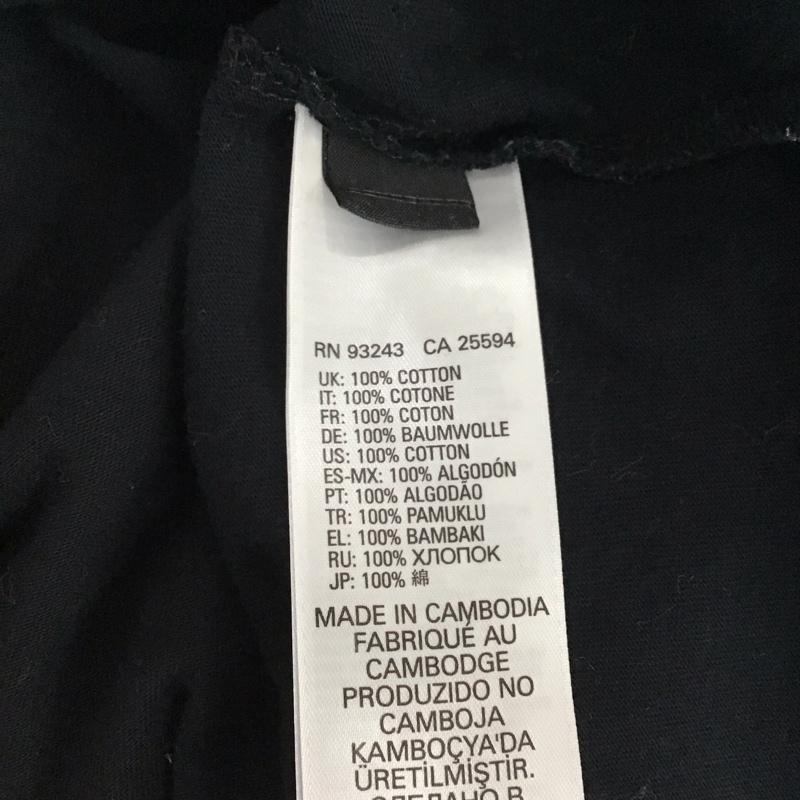 RN 93243 CA 25594
UK: 100% COTTON
IT: 100% COTONE
FR: 100% COTON
DE: 100% BAUMWOLLE
US: 100% COTTON
ES-MX: 100% ALGODÓN
PT: 100% ALGODÃO
TR: 100% PAMUKLU
EL: 100% BAMBAKI
RU: 100% ХЛОПОК
JP: 100% 綿
MADE IN CAMBODIA
FABRIQUÉ AU
CAMBODGE
PRODUZIDO NO
CAMBOJA
KAMBOÇYA'DA
ÜRETİLMİŞTİR.
СДЕЛАНО В